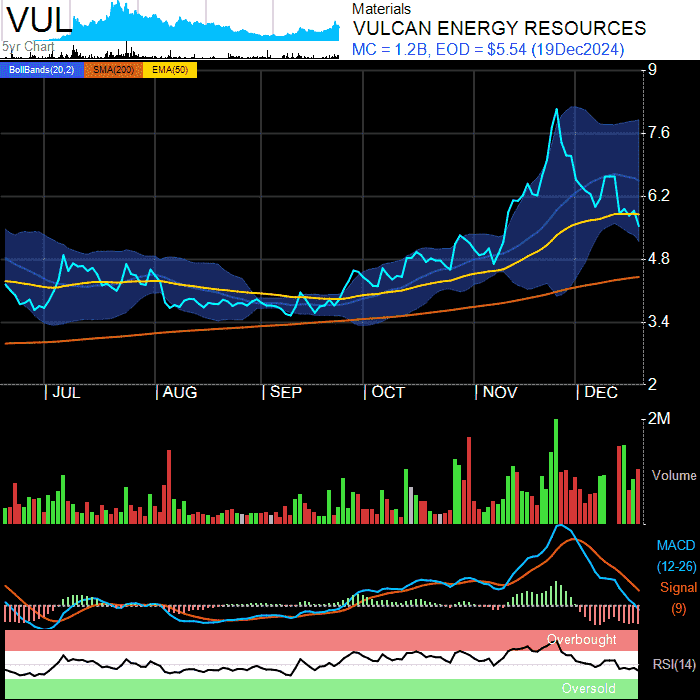 VUL
5yr Chart
Materials
VULCAN ENERGY RESOURCES
MC = 1.2B, EOD = $5.54 (19Dec2024)
BollBands(20,2) SMA(200) EMA(50)
9
7.6
6.2
4.8
3.4
2
JUL AUG SEP OCT NOV DEC
2M
Volume
MACD
(12-26)
Signal
(9)
Overbought
RSI(14)
Oversold